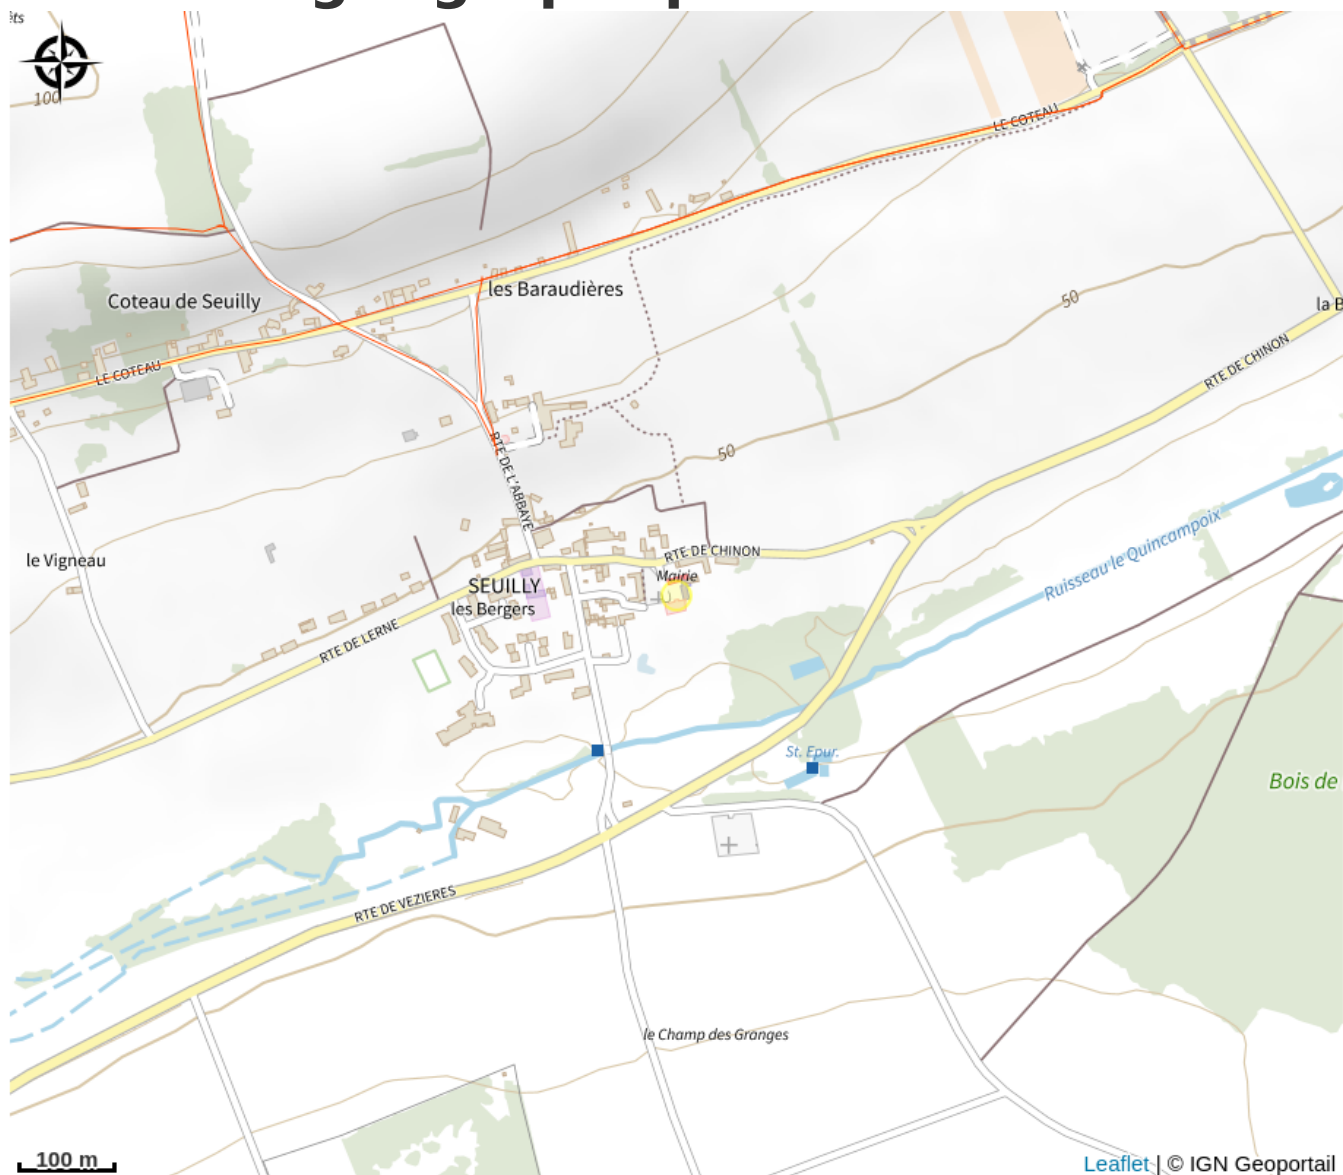 100
LE COTEAU
Coteau de Seuilly
les Baraudières
50
la B
LE COTEAU
RTE DE CHINON
50
RTE DE L'ABBAYE
Ruisseau le Quincampoix
le Vigneau
RTE DE CHINON
Mairie
SEUILLY
les Bergers
RTE DE LERNE
St. Epur.
Bois de
RTE DE VEZIERES
le Champ des Granges
100 m
Leaflet | © IGN Geoportail